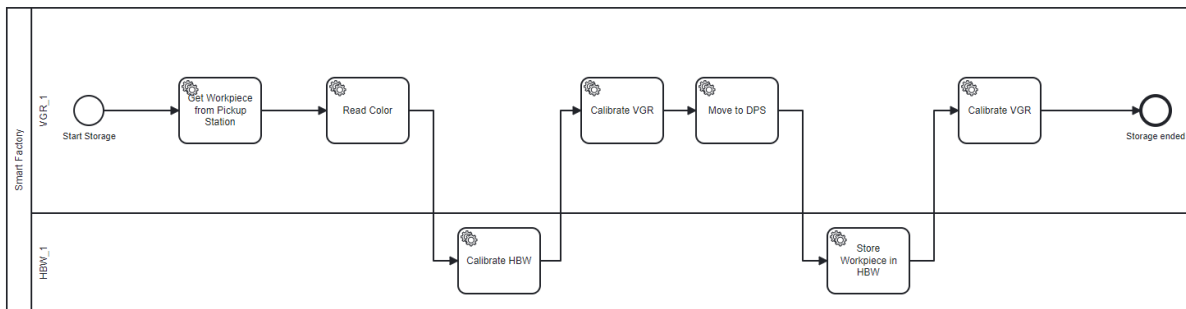 Smart Factory
VGR_1
Start Storage
Get Workpiece
from Pickup
Station
Read Color
Calibrate VGR
Move to DPS
Calibrate VGR
Storage ended
HBW_1
Calibrate HBW
Store
Workpiece in
HBW